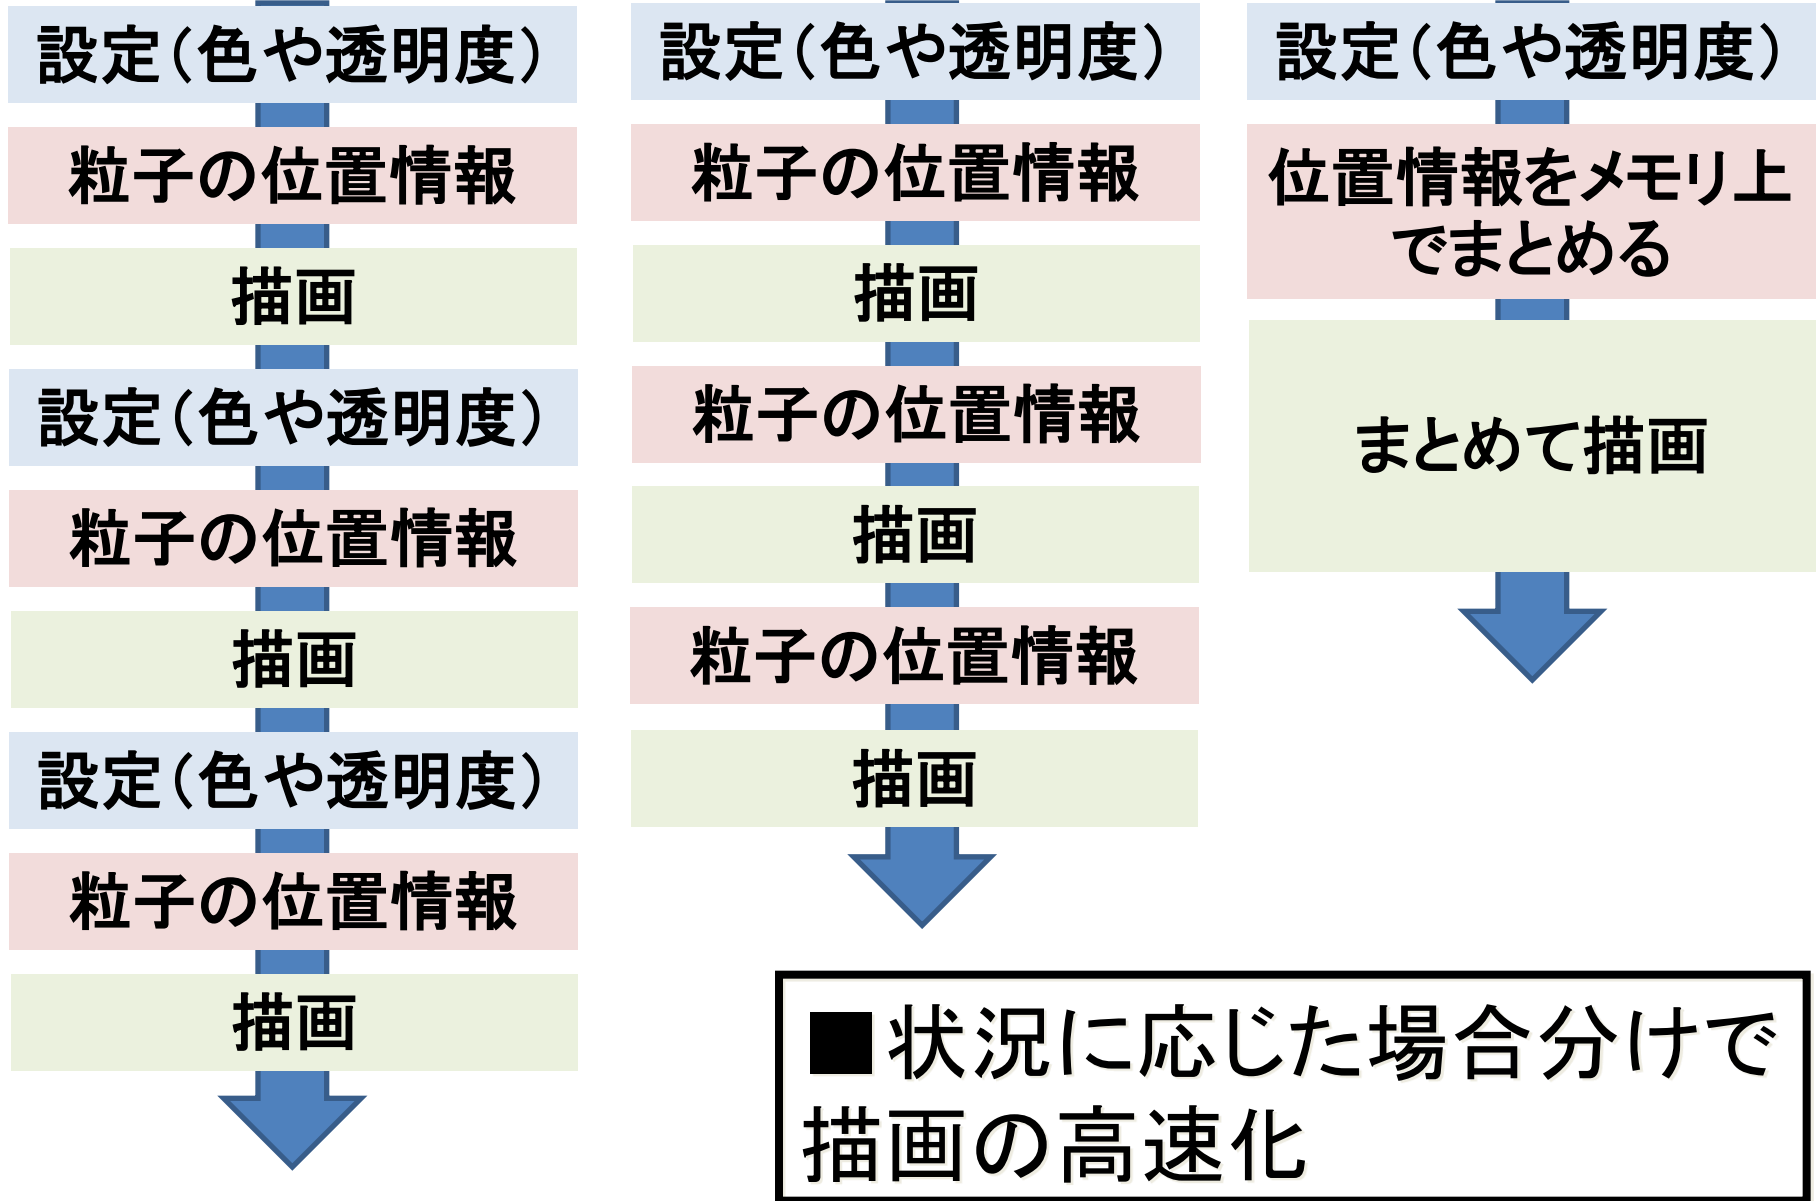 設定（色や透明度）
粒子の位置情報
描画
設定（色や透明度）
粒子の位置情報
描画
設定（色や透明度）
粒子の位置情報
描画
設定（色や透明度）
粒子の位置情報
描画
粒子の位置情報
描画
粒子の位置情報
描画
設定（色や透明度）
位置情報をメモリ上
でまとめる
まとめて描画
■状況に応じた場合分けで
描画の高速化